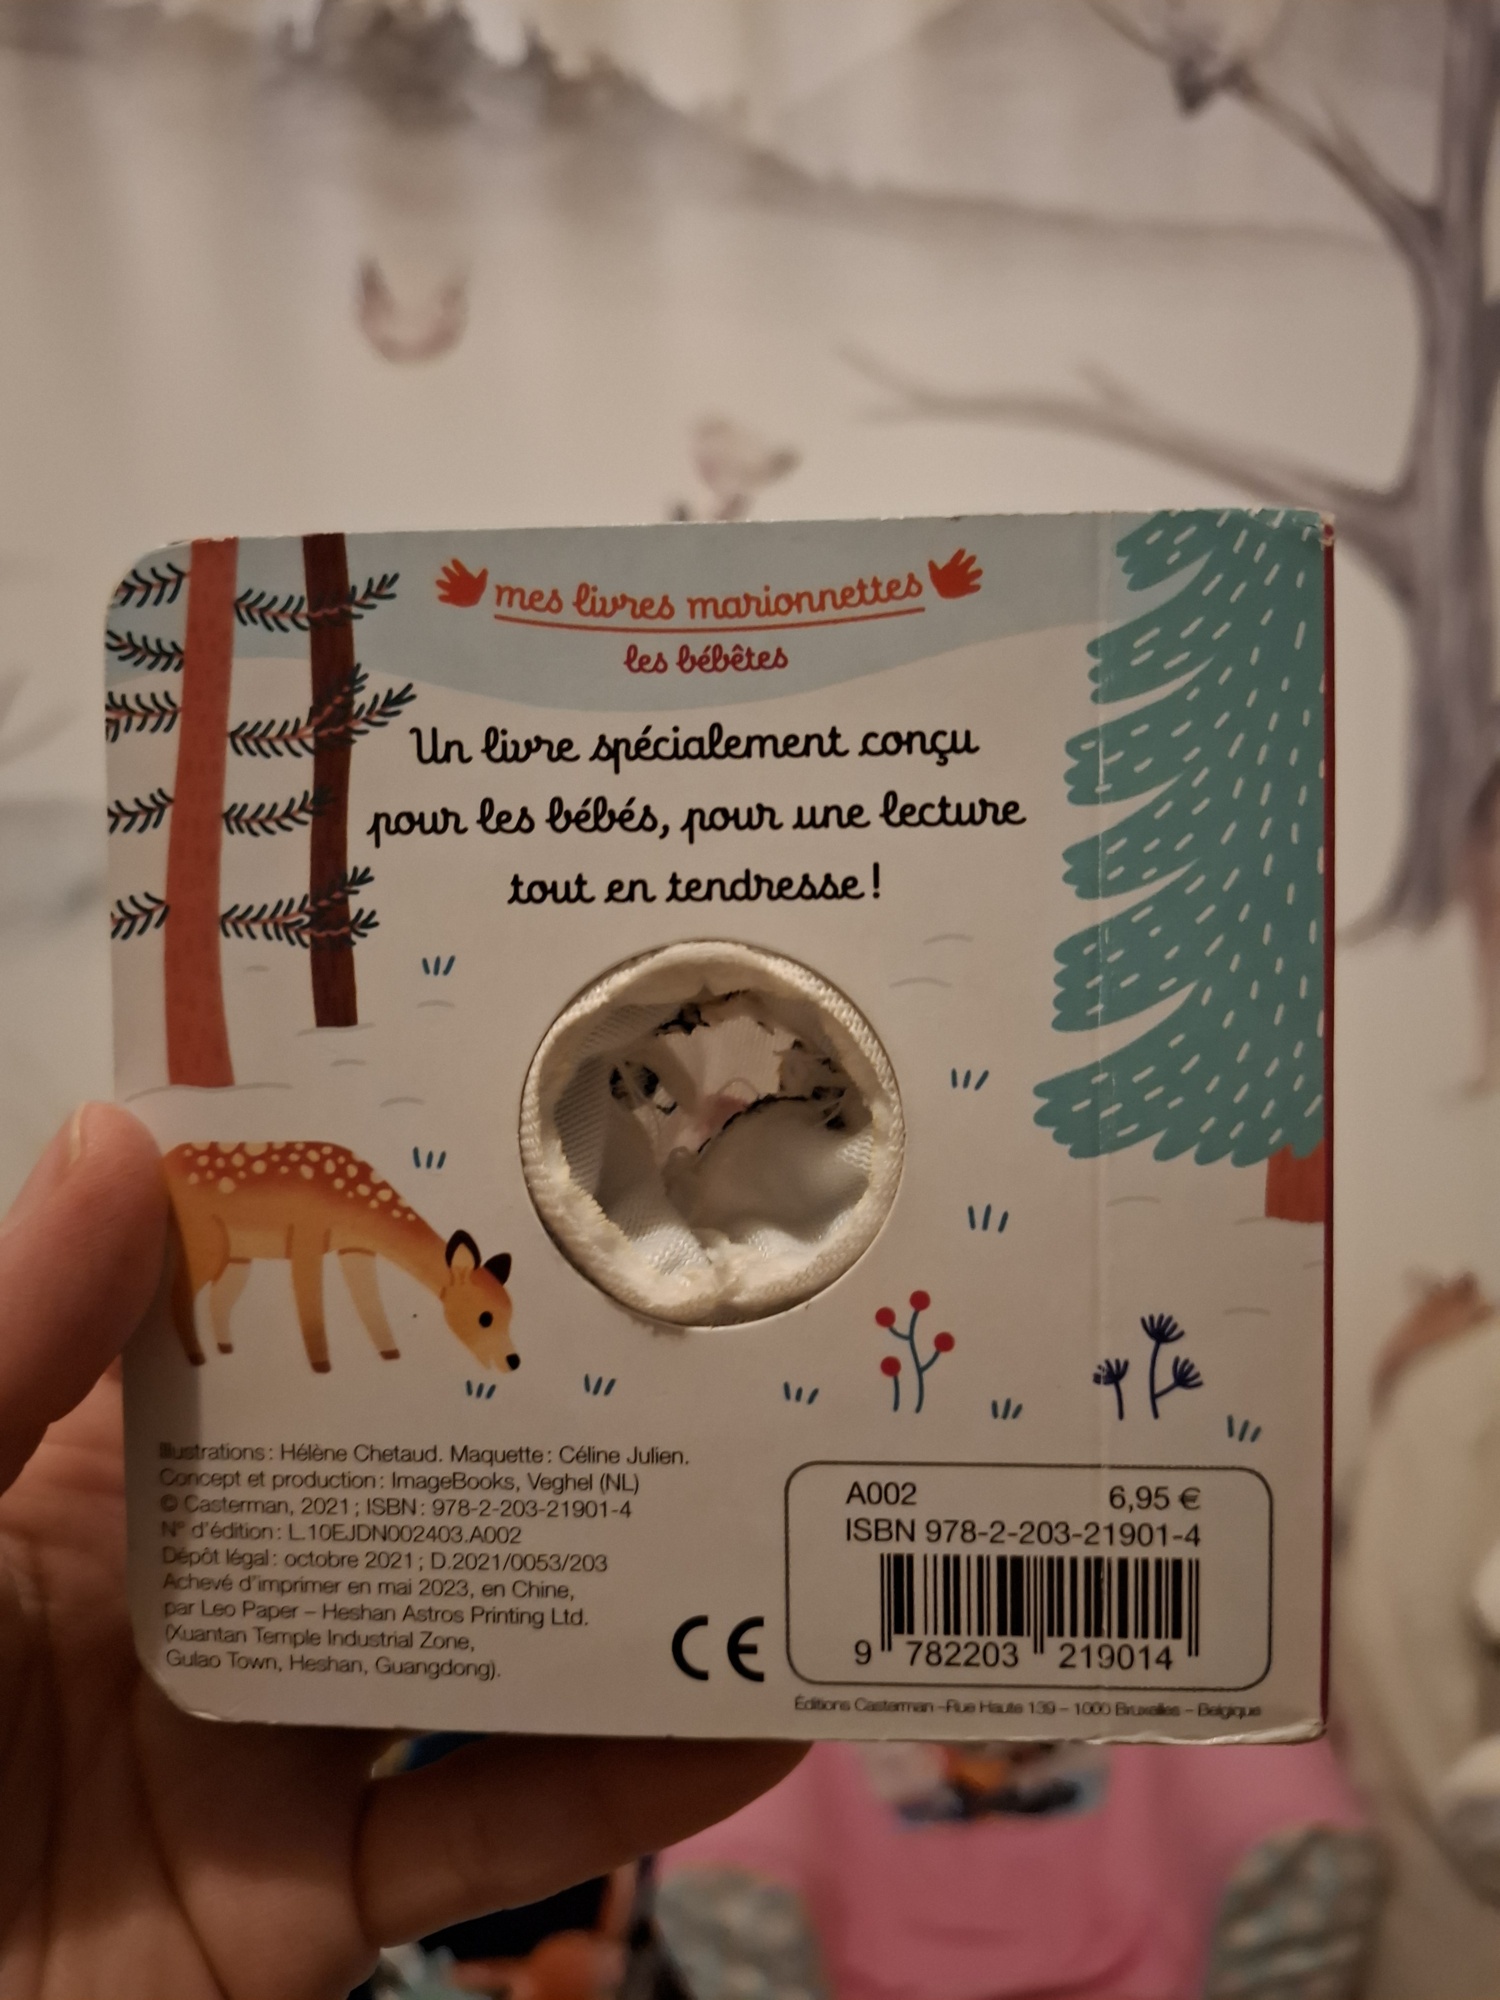 mes livres marionnettes
les bébêtes
Un livre spécialement conçu
pour les bébés, pour une lecture
tout en tendresse !
Illustrations : Hélène Chetaud. Maquette : Céline Julien.
Concept et production : ImageBooks, Veghel (NL)
© Casterman, 2021 ; ISBN : 978-2-203-21901-4
N° d'édition : L.10EJDN002403.A002
Dépôt légal : octobre 2021 ; D.2021/0053/203
Achevé d'imprimer en mai 2023, en Chine,
par Leo Paper – Heshan Astros Printing Ltd.
(Xuantan Temple Industrial Zone,
Gulao Town, Heshan, Guangdong).
CE
A002 6,95 €
ISBN 978-2-203-21901-4
9 782203 219014
Éditions Casterman – Rue Haute 139 – 1000 Bruxelles – Belgique